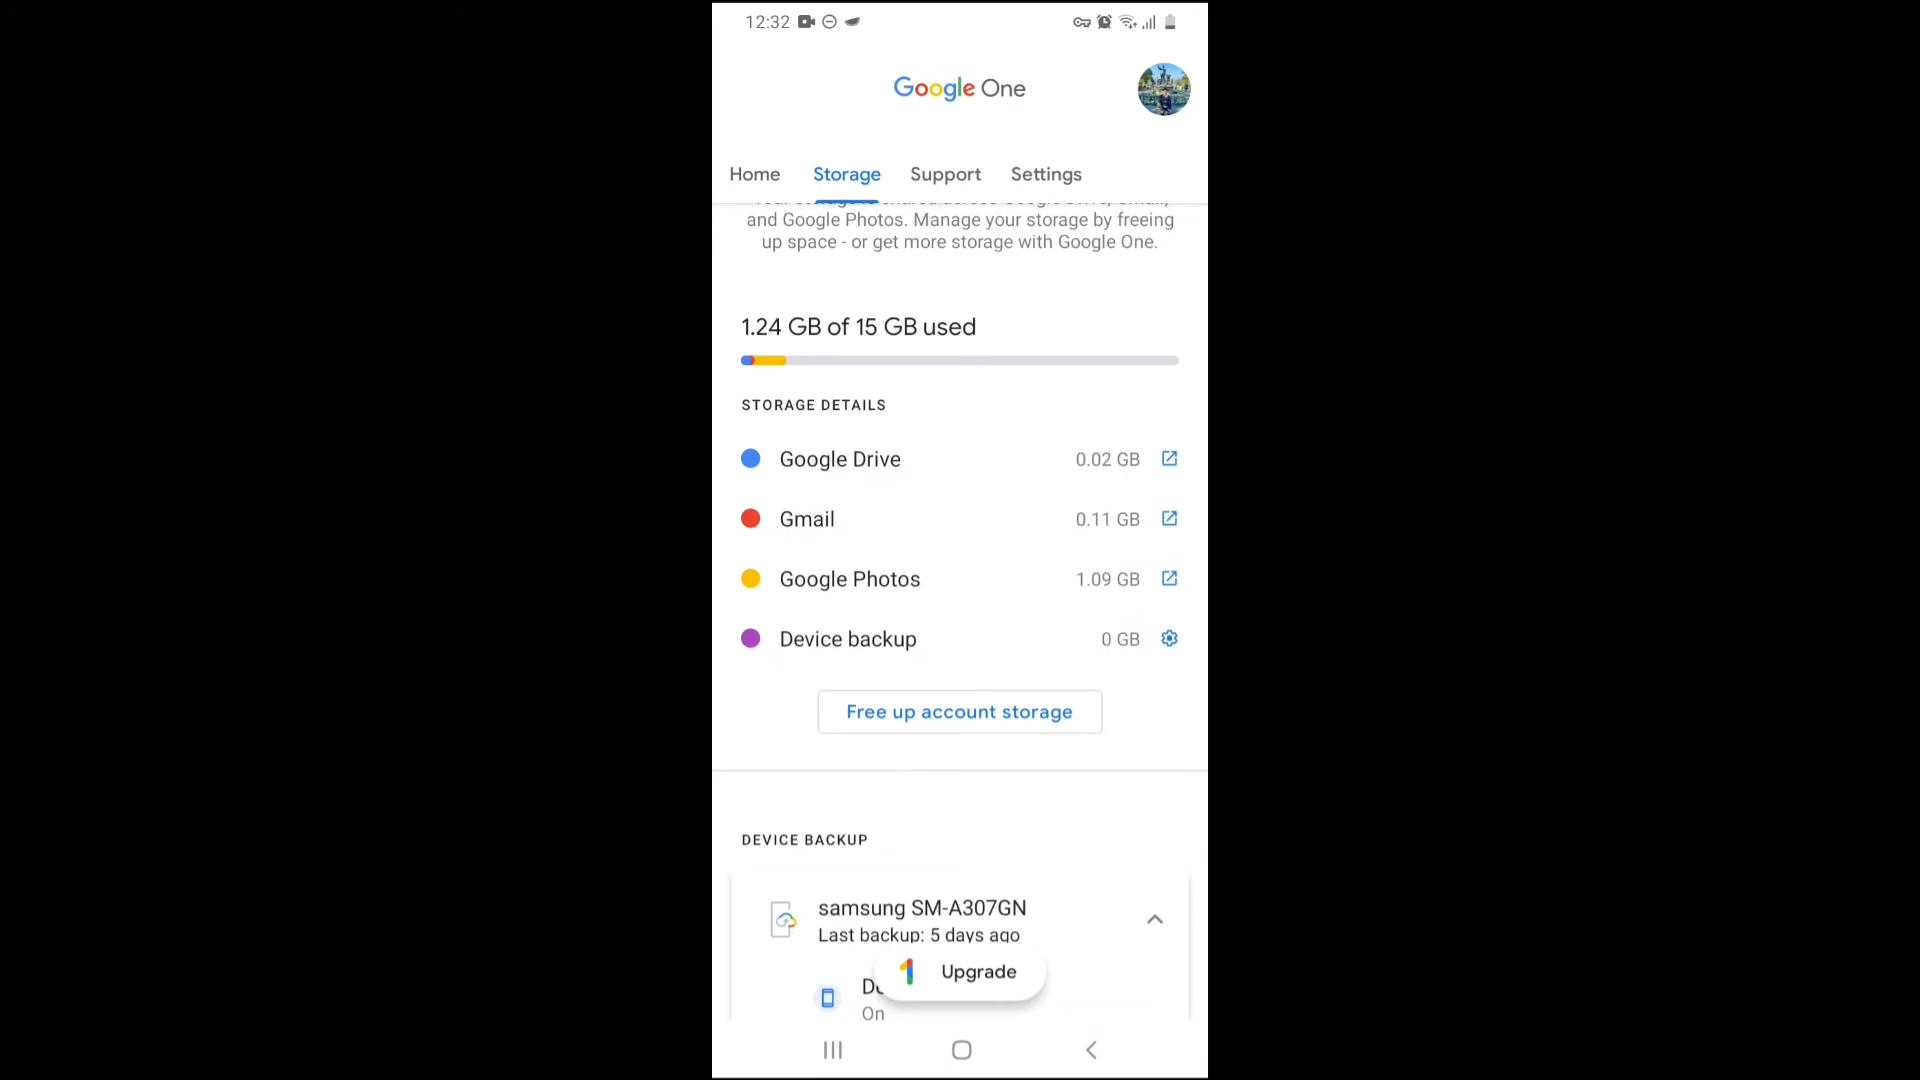 12:32
Google One
Home Storage Support Settings
and Google Photos. Manage your storage by freeing
up space - or get more storage with Google One.
1.24 GB of 15 GB used
STORAGE DETAILS
Google Drive 0.02 GB
Gmail 0.11 GB
Google Photos 1.09 GB
Device backup 0 GB
Free up account storage
DEVICE BACKUP
samsung SM-A307GN
Last backup: 5 days ago
Upgrade
On